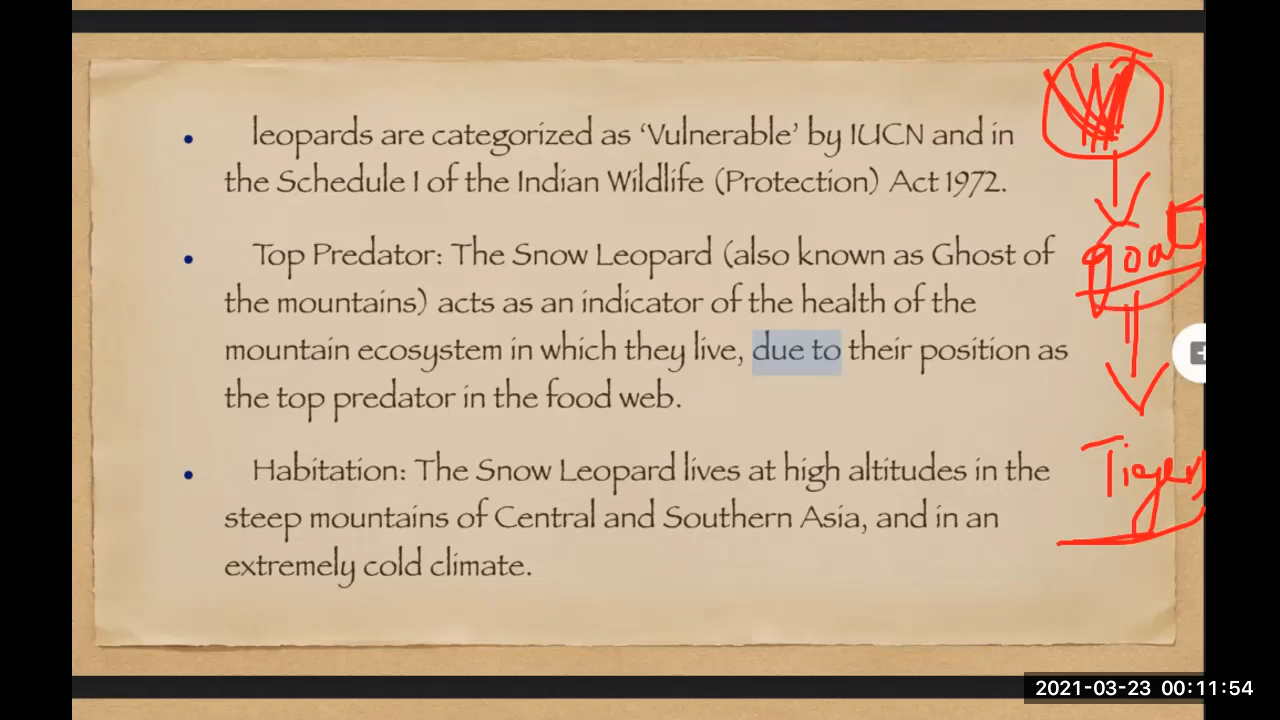 • leopards are categorized as ‘Vulnerable’ by IUCN and in
the Schedule I of the Indian Wildlife (Protection) Act 1972.
• Top Predator: The Snow Leopard (also known as Ghost of
the mountains) acts as an indicator of the health of the
mountain ecosystem in which they live, due to their position as
the top predator in the food web.
• Habitation: The Snow Leopard lives at high altitudes in the
steep mountains of Central and Southern Asia, and in an
extremely cold climate.
Tiger
2021-03-23 00:11:54